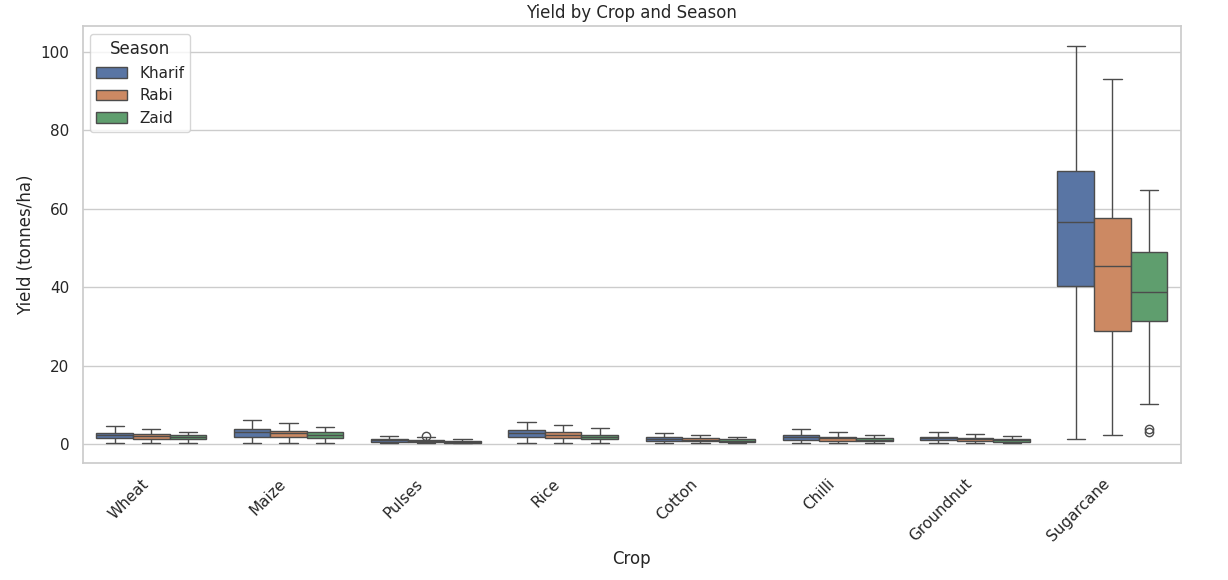 Yield by Crop and Season
Yield (tonnes/ha)
100
80
60
40
20
0
Season
Kharif
Rabi
Zaid
Wheat
Maize
Pulses
Rice
Cotton
Chilli
Groundnut
Sugarcane
Crop